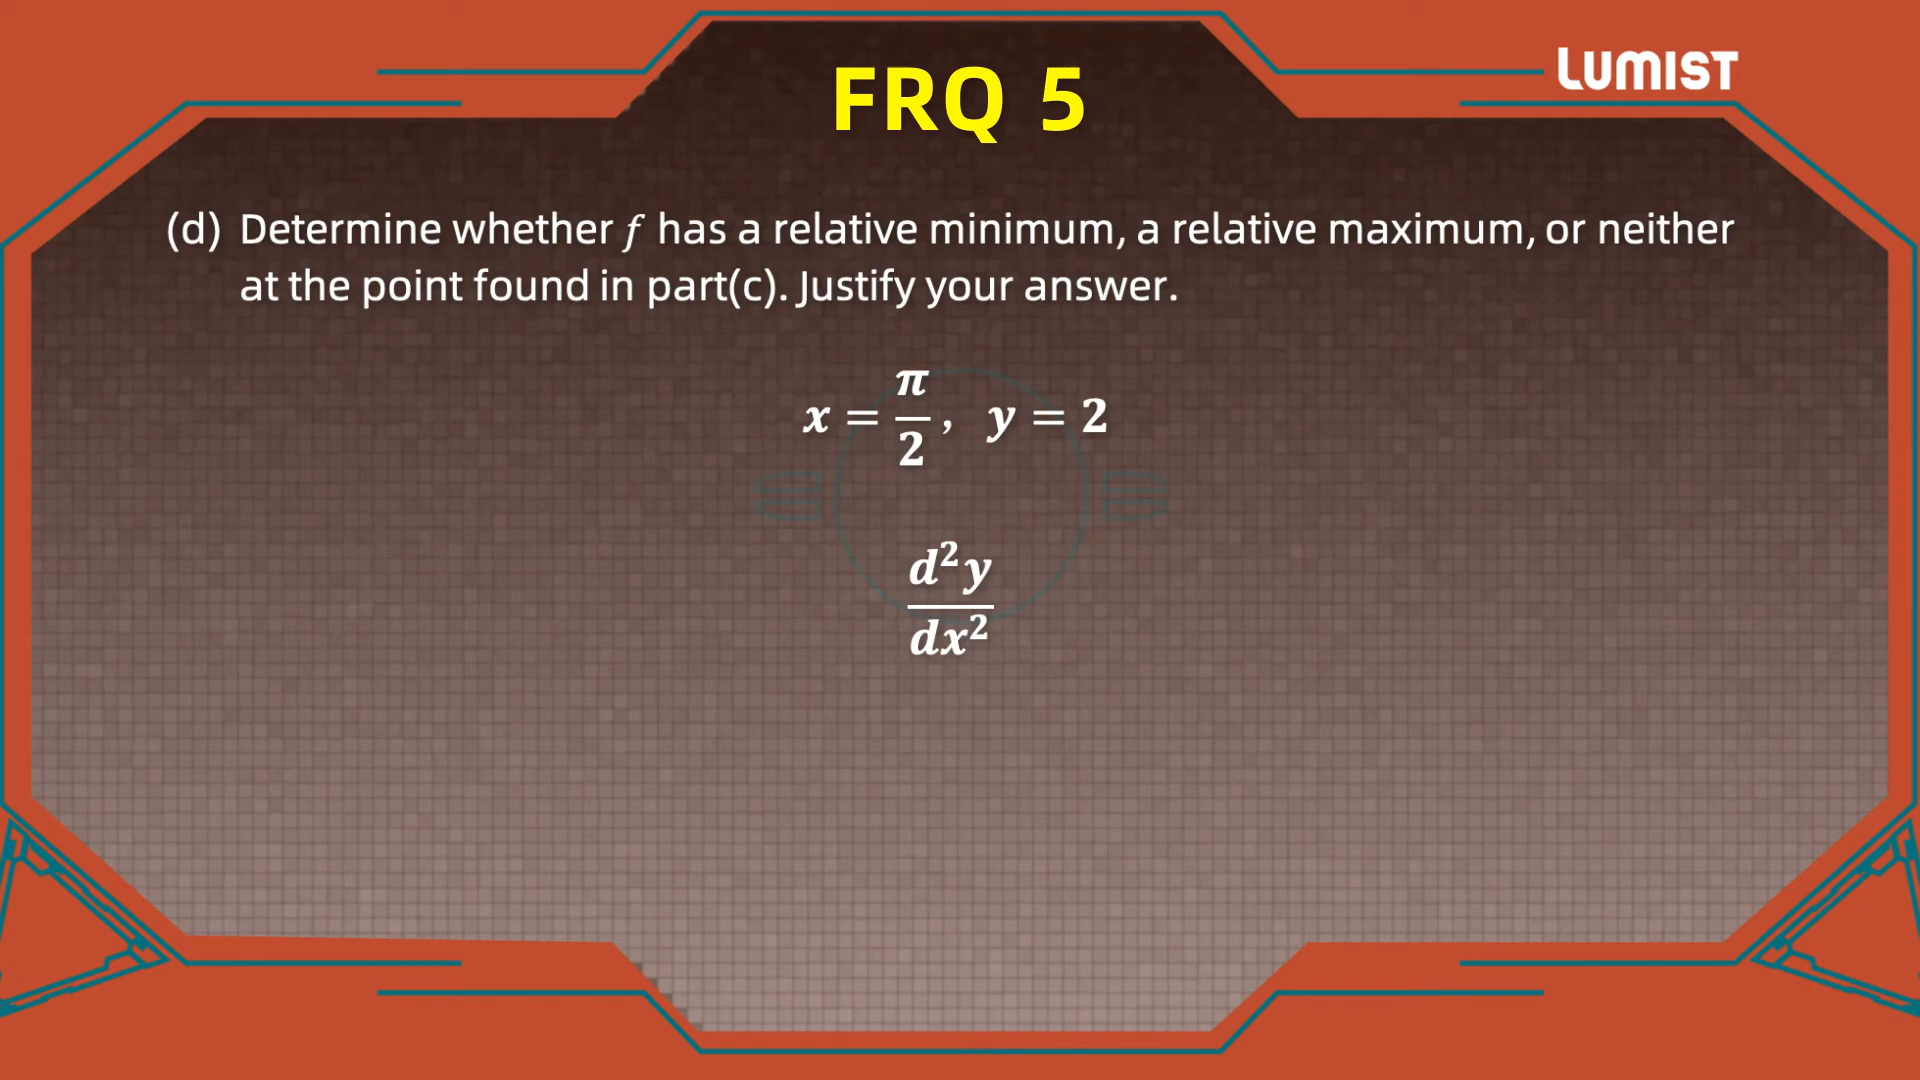 FRQ 5
LUMIST
(d) Determine whether f has a relative minimum, a relative maximum, or neither
at the point found in part(c). Justify your answer.
x = π/2, y = 2
d²y/dx²